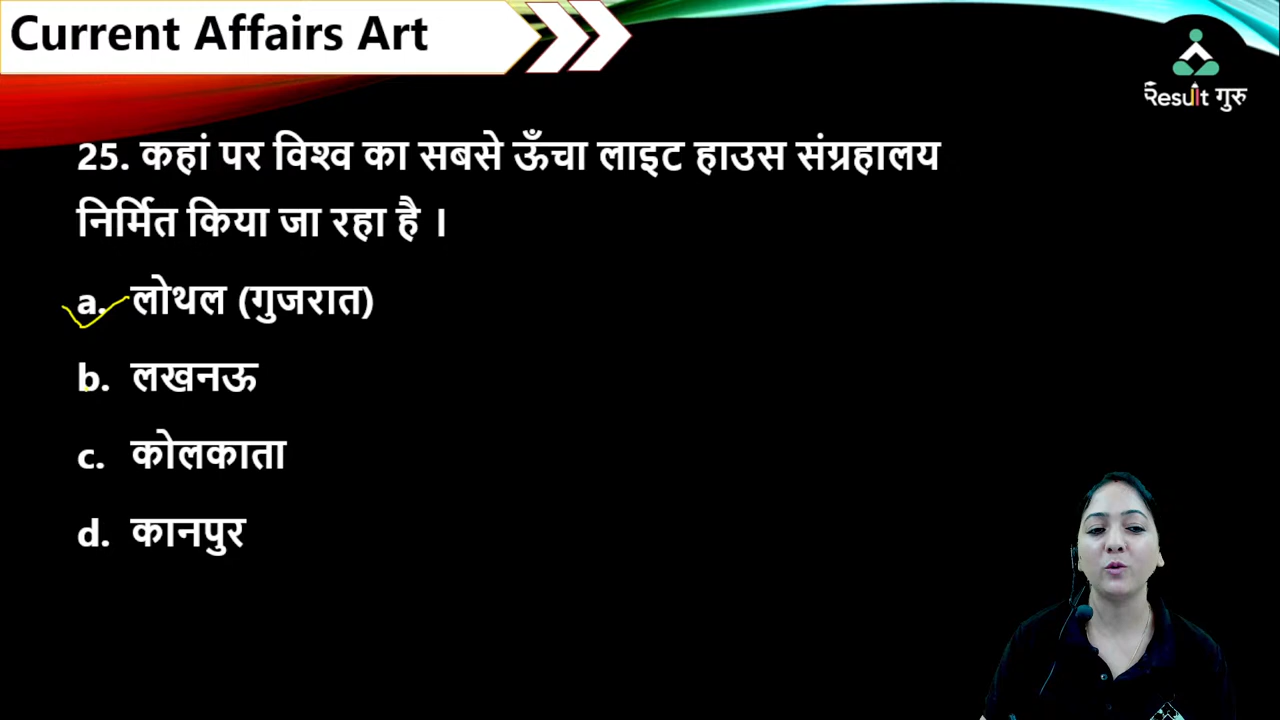 Current Affairs Art
Result गुरु
25. कहां पर विश्व का सबसे ऊँचा लाइट हाउस संग्रहालय
निर्मित किया जा रहा है ।
a. लोथल (गुजरात)
b. लखनऊ
c. कोलकाता
d. कानपुर